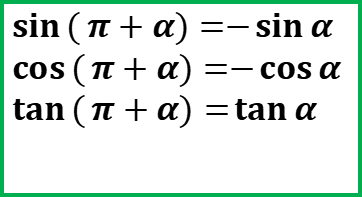 sin ( π + α ) =− sin α
cos ( π + α ) =− cos α
tan ( π + α ) =tan α